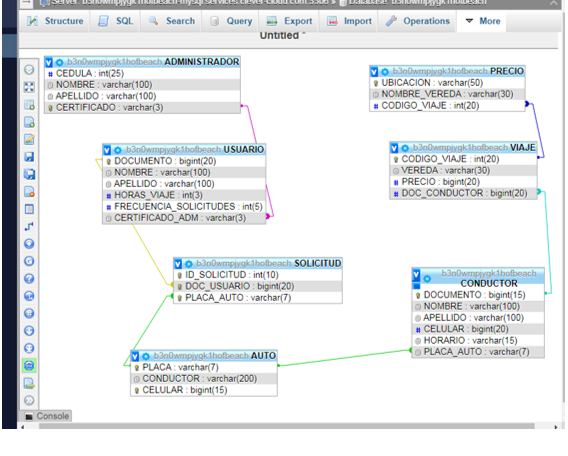 Server: b3n0wmpjygk1hofbeach-mysql.services.clever-cloud.com:3306 » Database: b3n0wmpjygk1hofbeach
Structure SQL Search Query Export Import Operations More
Untitled *
b3n0wmpjygk1hofbeach ADMINISTRADOR
CEDULA : int(25)
NOMBRE : varchar(100)
APELLIDO : varchar(100)
CERTIFICADO : varchar(3)
b3n0wmpjygk1hofbeach PRECIO
UBICACION : varchar(50)
NOMBRE_VEREDA : varchar(30)
CODIGO_VIAJE : int(20)
b3n0wmpjygk1hofbeach USUARIO
DOCUMENTO : bigint(20)
NOMBRE : varchar(100)
APELLIDO : varchar(100)
HORAS_VIAJE : int(3)
FRECUENCIA_SOLICITUDES : int(5)
CERTIFICADO_ADM : varchar(3)
b3n0wmpjygk1hofbeach VIAJE
CODIGO_VIAJE : int(20)
VEREDA : varchar(30)
PRECIO : bigint(20)
DOC_CONDUCTOR : bigint(20)
b3n0wmpjygk1hofbeach SOLICITUD
ID_SOLICITUD : int(10)
DOC_USUARIO : bigint(20)
PLACA_AUTO : varchar(7)
b3n0wmpjygk1hofbeach
CONDUCTOR
DOCUMENTO : bigint(15)
NOMBRE : varchar(100)
APELLIDO : varchar(100)
CELULAR : bigint(20)
HORARIO : varchar(15)
PLACA_AUTO : varchar(7)
b3n0wmpjygk1hofbeach AUTO
PLACA : varchar(7)
CONDUCTOR : varchar(200)
CELULAR : bigint(15)
Console